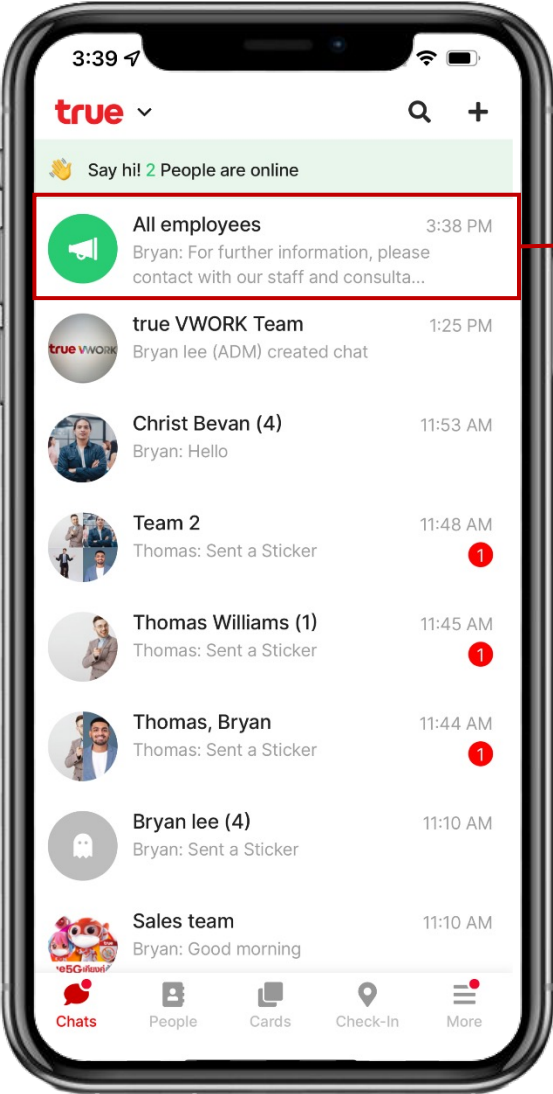 3:39
true
Say hi! 2 People are online
All employees 3:38 PM
Bryan: For further information, please
contact with our staff and consulta...
true VWORK
true VWORK Team 1:25 PM
Bryan lee (ADM) created chat
Christ Bevan (4) 11:53 AM
Bryan: Hello
Team 2 11:48 AM
Thomas: Sent a Sticker 1
Thomas Williams (1) 11:45 AM
Thomas: Sent a Sticker 1
Thomas, Bryan 11:44 AM
Thomas: Sent a Sticker 1
Bryan lee (4) 11:10 AM
Bryan: Sent a Sticker
Sales team 11:10 AM
Bryan: Good morning
Chats People Cards Check-In More